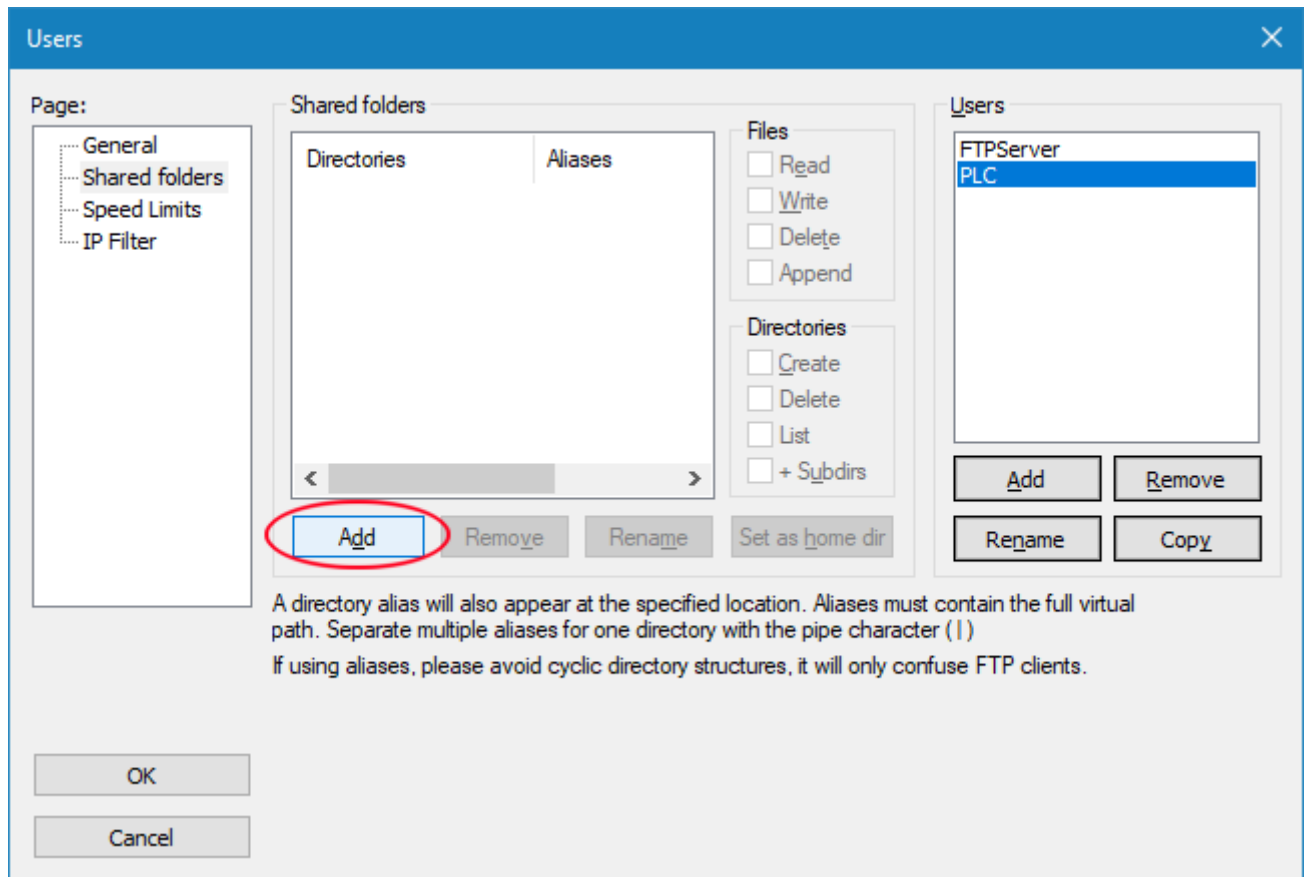 Users
Page:
General
Shared folders
Speed Limits
IP Filter
Shared folders
Directories Aliases
Files
Read
Write
Delete
Append
Directories
Create
Delete
List
+ Subdirs
Add Remove Rename Set as home dir
Users
FTPServer
PLC
Add Remove
Rename Copy
A directory alias will also appear at the specified location. Aliases must contain the full virtual
path. Separate multiple aliases for one directory with the pipe character ( | )
If using aliases, please avoid cyclic directory structures, it will only confuse FTP clients.
OK
Cancel